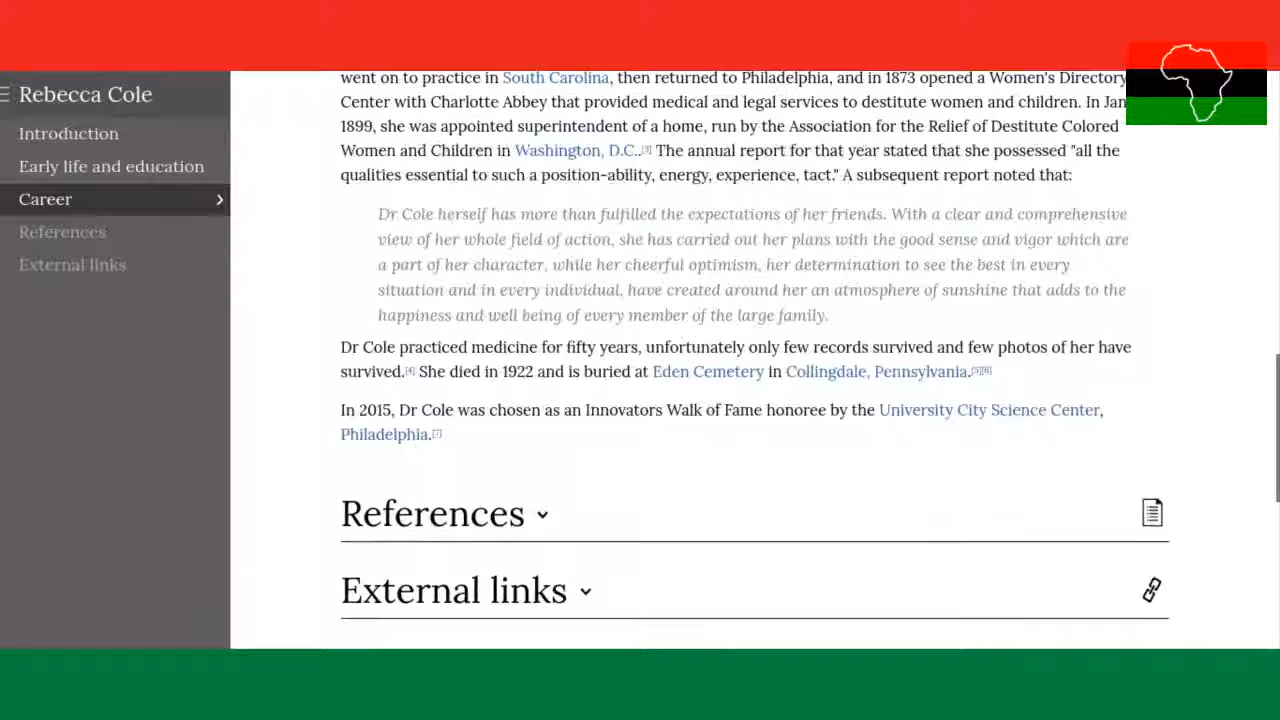 Rebecca Cole
Introduction
Early life and education
Career
References
External links
went on to practice in South Carolina, then returned to Philadelphia, and in 1873 opened a Women's Directory
Center with Charlotte Abbey that provided medical and legal services to destitute women and children. In Jan
1899, she was appointed superintendent of a home, run by the Association for the Relief of Destitute Colored
Women and Children in Washington, D.C..[3] The annual report for that year stated that she possessed "all the
qualities essential to such a position-ability, energy, experience, tact." A subsequent report noted that:
Dr Cole herself has more than fulfilled the expectations of her friends. With a clear and comprehensive
view of her whole field of action, she has carried out her plans with the good sense and vigor which are
a part of her character, while her cheerful optimism, her determination to see the best in every
situation and in every individual, have created around her an atmosphere of sunshine that adds to the
happiness and well being of every member of the large family.
Dr Cole practiced medicine for fifty years, unfortunately only few records survived and few photos of her have
survived.[4] She died in 1922 and is buried at Eden Cemetery in Collingdale, Pennsylvania.[5][6]
In 2015, Dr Cole was chosen as an Innovators Walk of Fame honoree by the University City Science Center,
Philadelphia.[7]
References
External links